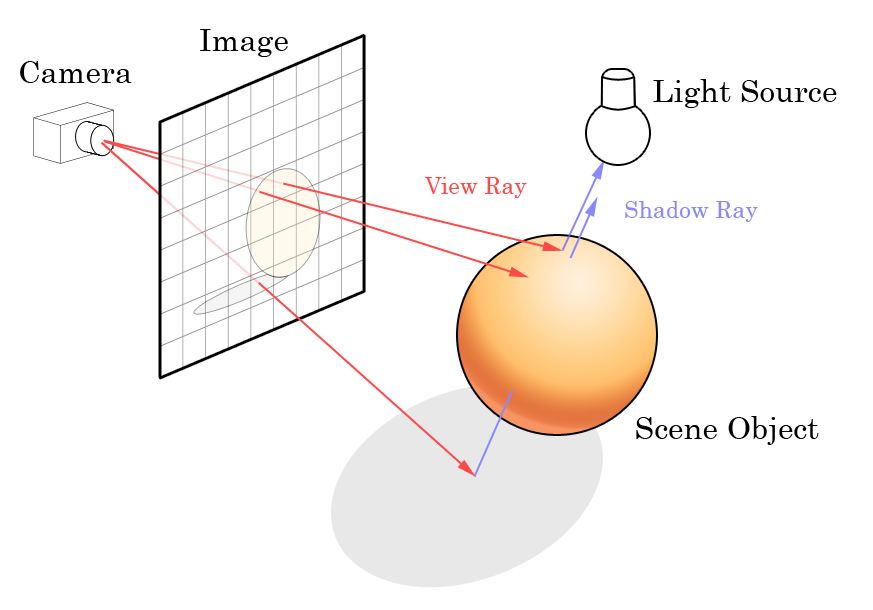 Image
Camera
Light Source
View Ray
Shadow Ray
Scene Object